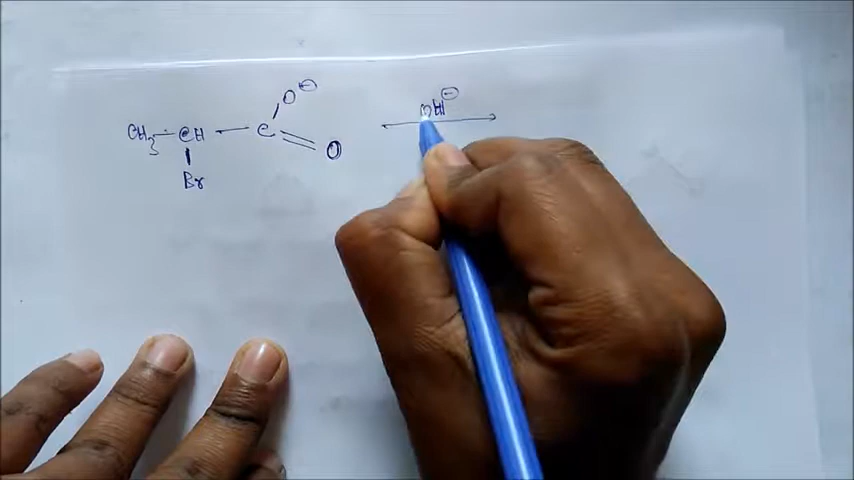 O⊖
OH⊖
CH3 — CH — C = O
Br